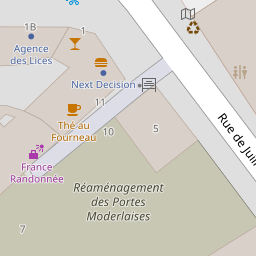 1B
1
Agence
des Lices
Next Decision
11
Thé au
Fourneau
10
5
France
Randonnée
Rue de Juil
Réaménagement
des Portes
Mordelaises
7